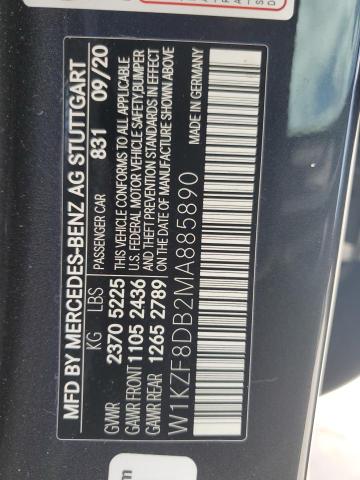 MFD BY MERCEDES-BENZ AG STUTTGART
KG LBS PASSENGER CAR 831 09/20
GVWR 2370 5225 THIS VEHICLE CONFORMS TO ALL APPLICABLE
GAWR FRONT 1105 2436 U.S. FEDERAL MOTOR VEHICLE SAFETY,BUMPER
GAWR REAR 1265 2789 AND THEFT PREVENTION STANDARDS IN EFFECT
ON THE DATE OF MANUFACTURE SHOWN ABOVE
W1KZF8DB2MA885890 MADE IN GERMANY